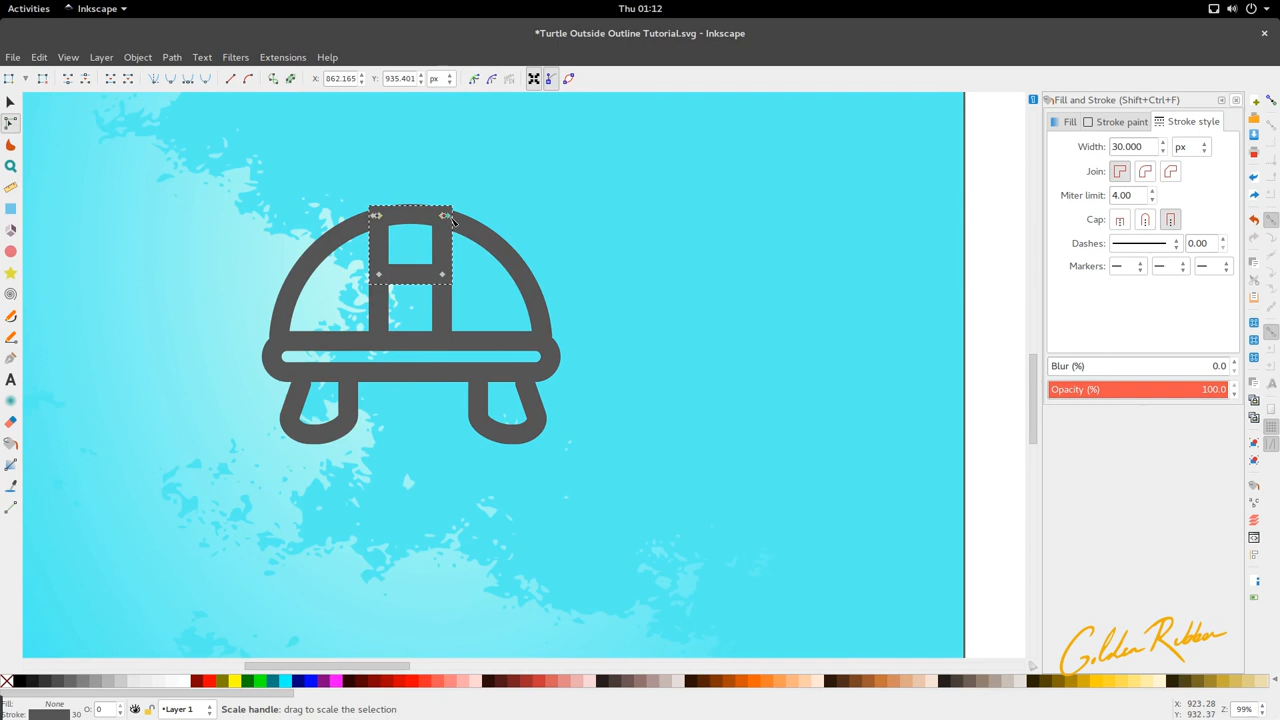 Activities Inkscape Thu 01:12
*Turtle Outside Outline Tutorial.svg - Inkscape
File Edit View Layer Object Path Text Filters Extensions Help
X: 862.165 Y: 935.401 px
Fill and Stroke (Shift+Ctrl+F)
Fill Stroke paint Stroke style
Width: 30.000 px
Join:
Miter limit: 4.00
Cap:
Dashes: 0.00
Markers:
Blur (%) 0.0
Opacity (%) 100.0
Golden Ribbon
Fill: None
Stroke: 30 O: 0 •Layer 1 Scale handle: drag to scale the selection X: 923.28 Y: 932.37 Z: 99%